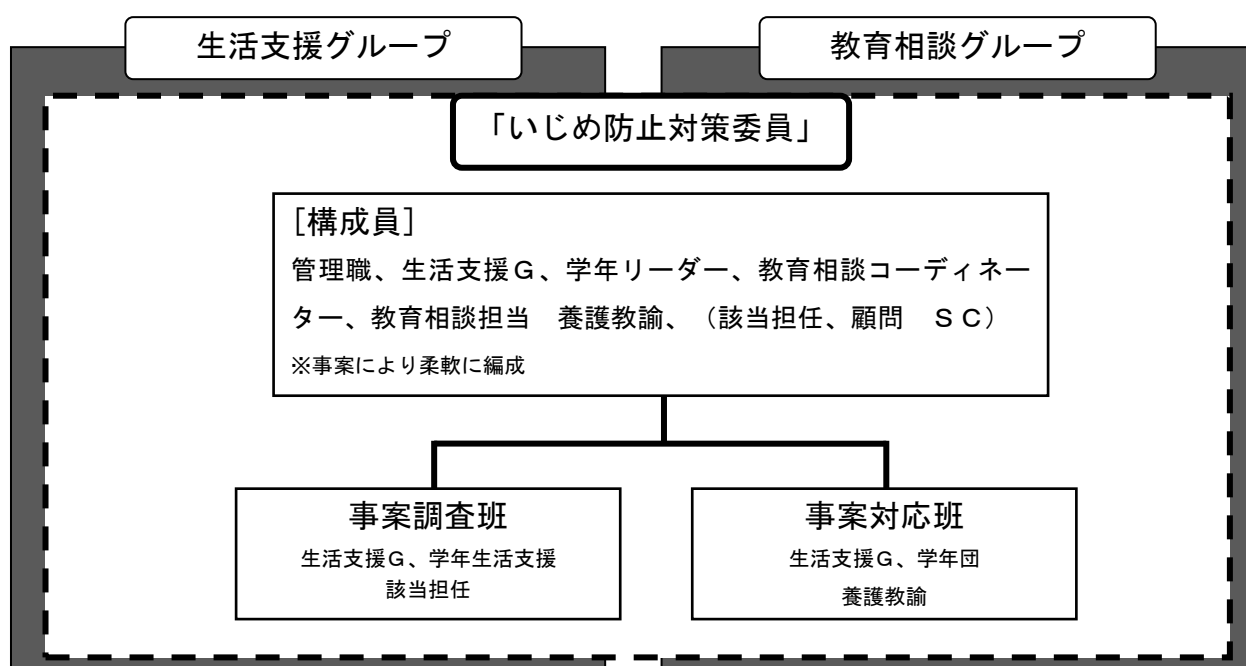 生活支援グループ
教育相談グループ
「いじめ防止対策委員」
[構成員]
管理職、生活支援G、学年リーダー、教育相談コーディネー
ター、教育相談担当　養護教諭、（該当担任、顧問　ＳＣ）
※事案により柔軟に編成
事案調査班
生活支援G、学年生活支援
該当担任
事案対応班
生活支援G、学年団
養護教諭